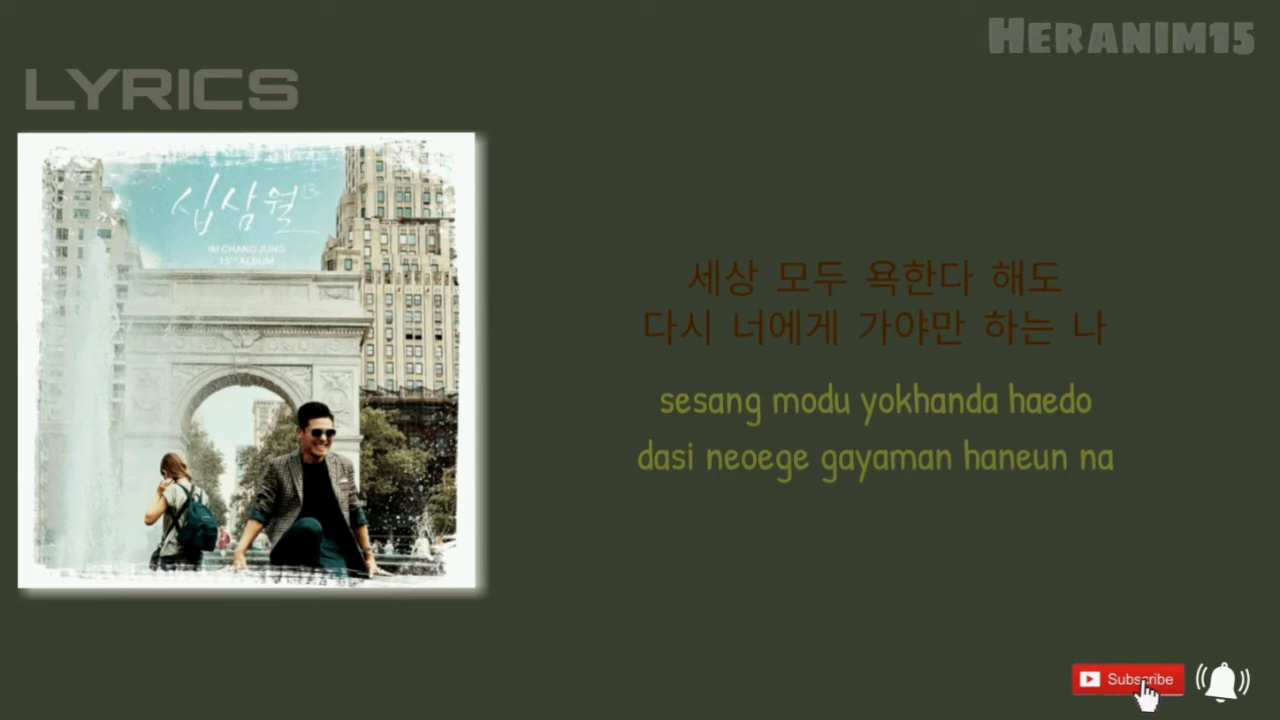 HERANIM15
LYRICS
십삼월
IM CHANG JUNG
15TH ALBUM
세상 모두 욕한다 해도
다시 너에게 가야만 하는 나
sesang modu yokhanda haedo
dasi neoege gayaman haneun na
Subscribe